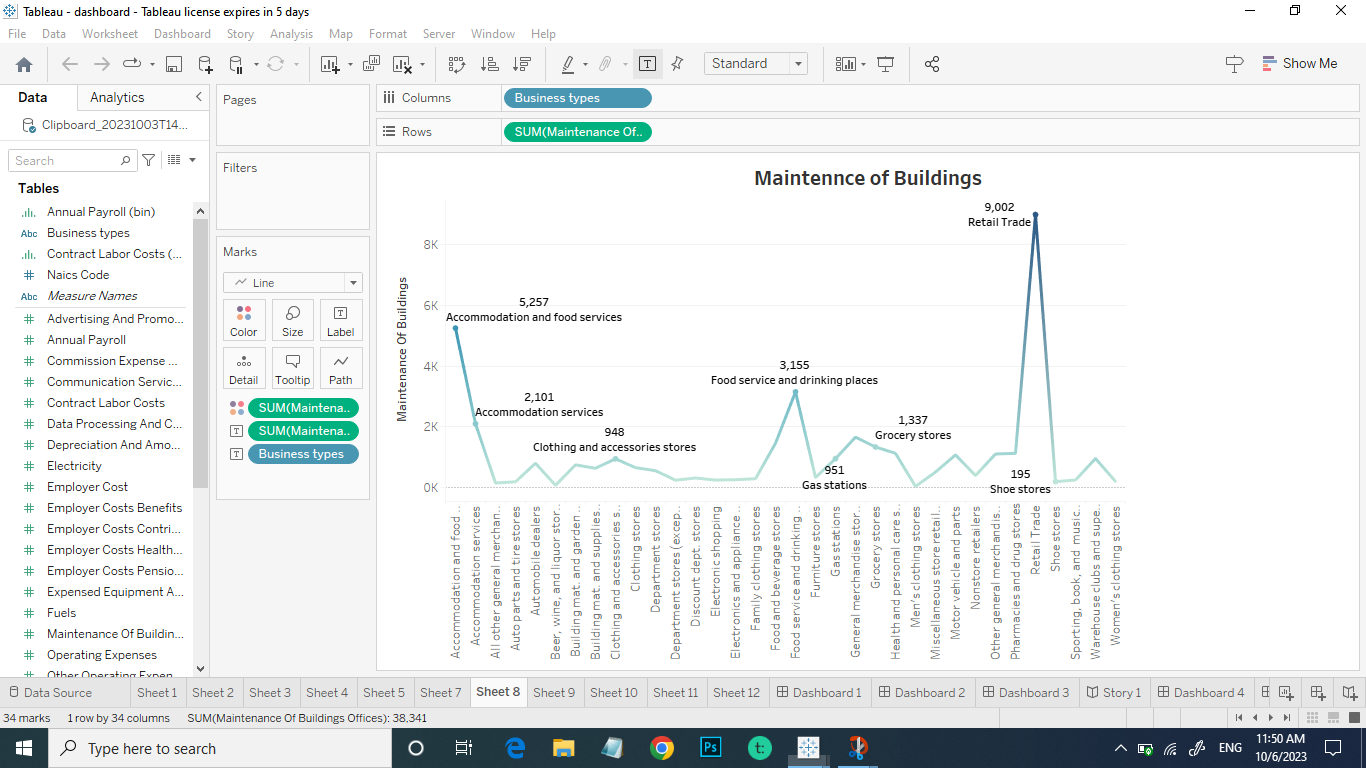 Tableau - dashboard - Tableau license expires in 5 days
File Data Worksheet Dashboard Story Analysis Map Format Server Window Help
Standard
Show Me
Data Analytics
Clipboard_20231003T14...
Search
Tables
Annual Payroll (bin)
Abc Business types
Contract Labor Costs (...
Naics Code
Abc Measure Names
Advertising And Promo...
Annual Payroll
Commission Expense ...
Communication Servic...
Contract Labor Costs
Data Processing And C...
Depreciation And Amo...
Electricity
Employer Cost
Employer Costs Benefits
Employer Costs Contri...
Employer Costs Health...
Employer Costs Pensio...
Expensed Equipment A...
Fuels
Maintenance Of Buildin...
Operating Expenses
Other Operating Expen
Pages
Filters
Marks
Line
Color Size Label
Detail Tooltip Path
SUM(Maintena..
SUM(Maintena..
Business types
Columns Business types
Rows SUM(Maintenance Of..
Maintennce of Buildings
Maintenance Of Buildings
8K
6K
4K
2K
0K
5,257
Accommodation and food services
2,101
Accommodation services
948
Clothing and accessories stores
3,155
Food service and drinking places
951
Gas stations
1,337
Grocery stores
9,002
Retail Trade
195
Shoe stores
Accommodation and food ..
Accommodation services
All other general merchan..
Auto parts and tire stores
Automobile dealers
Beer, wine, and liquor stor..
Building mat. and garden ..
Building mat. and supplies..
Clothing and accessories s..
Clothing stores
Department stores
Department stores (excep..
Discount dept. stores
Electronic shopping
Electronics and appliance ..
Family clothing stores
Food and beverage stores
Food service and drinking ..
Furniture stores
Gas stations
General merchandise stor..
Grocery stores
Health and personal care s..
Men's clothing stores
Miscellaneous store retail..
Motor vehicle and parts
Nonstore retailers
Other general merchandis..
Pharmacies and drug stores
Retail Trade
Shoe stores
Sporting, book, and music..
Warehouse clubs and supe..
Women's clothing stores
Data Source Sheet 1 Sheet 2 Sheet 3 Sheet 4 Sheet 5 Sheet 7 Sheet 8 Sheet 9 Sheet 10 Sheet 11 Sheet 12 Dashboard 1 Dashboard 2 Dashboard 3 Story 1 Dashboard 4
34 marks 1 row by 34 columns SUM(Maintenance Of Buildings Offices): 38,341
Type here to search
Ps
t:
ENG
11:50 AM
10/6/2023